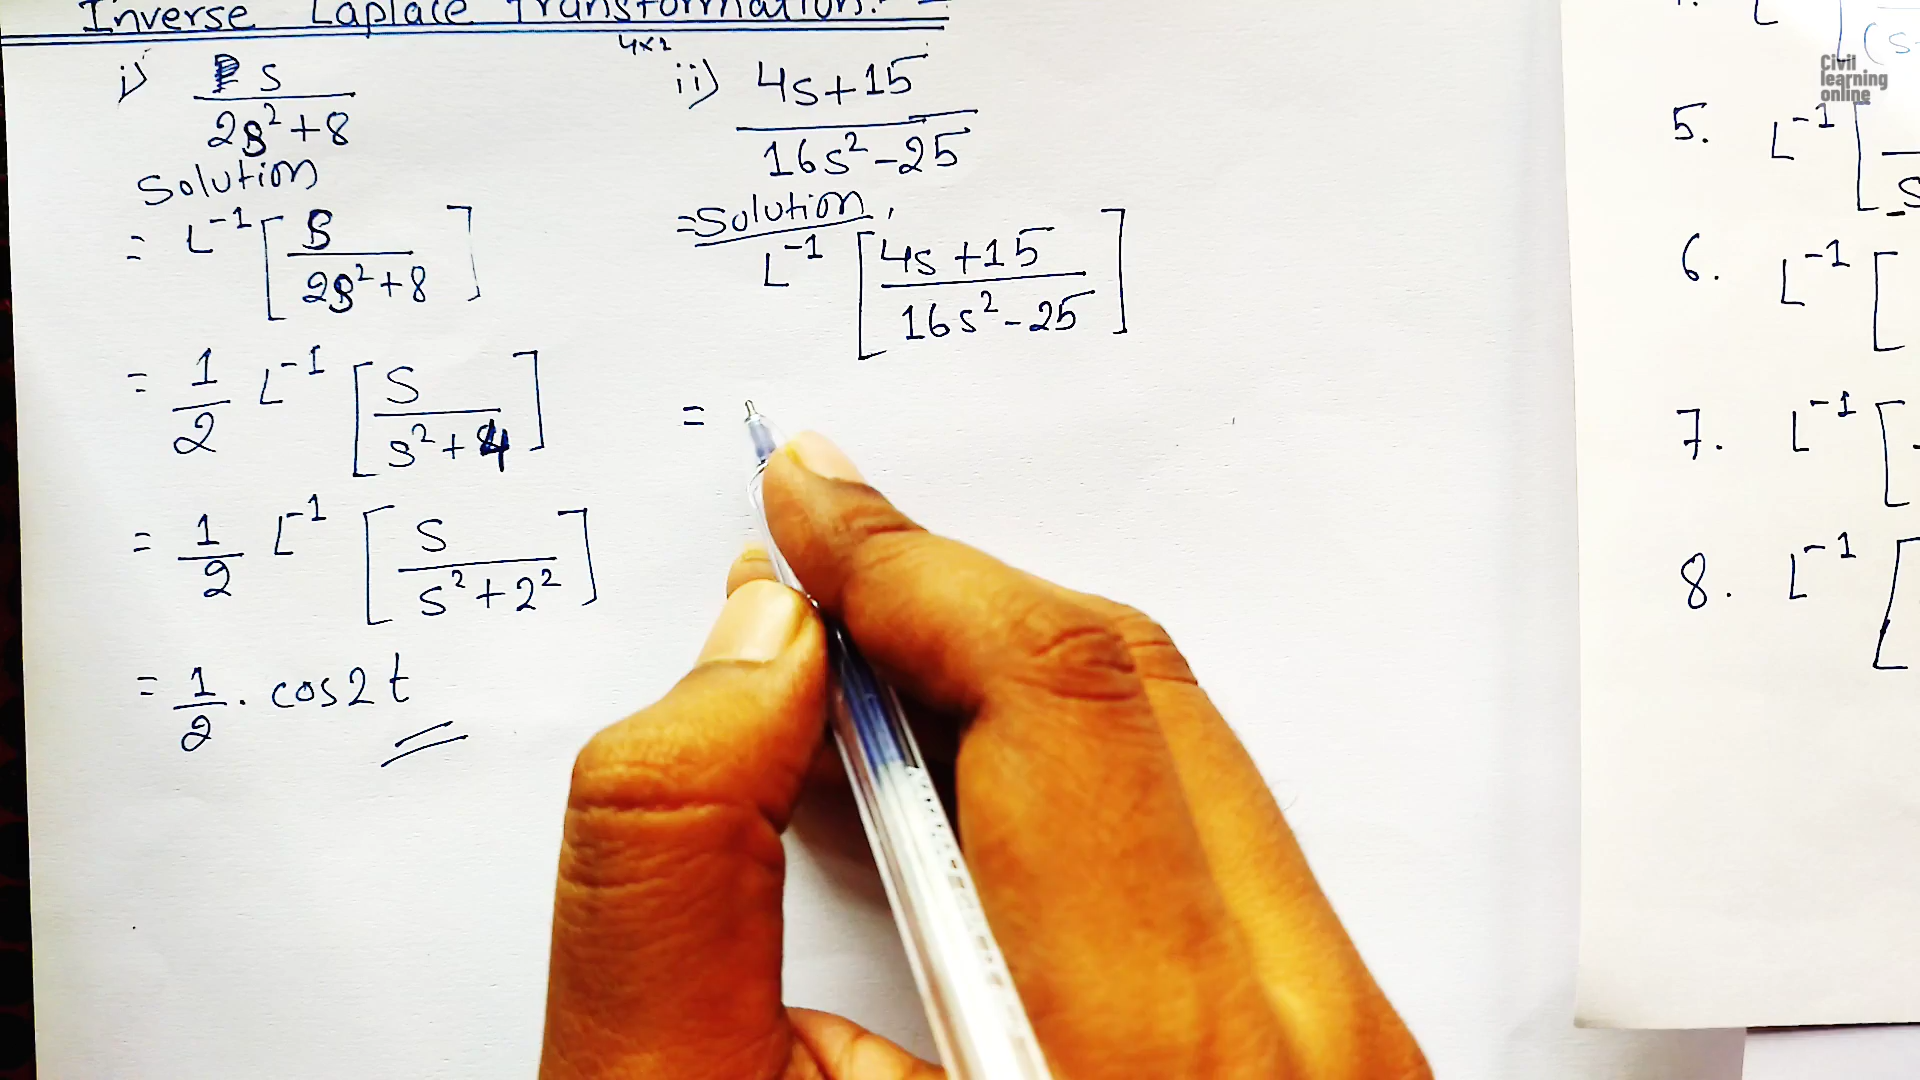 Inverse Laplace Transformation:-
4×2
i) s
2s²+8
Solution
= L⁻¹ [ s
2s²+8 ]
= 1/2 L⁻¹ [ s
s²+4 ]
= 1/2 L⁻¹ [ s
s²+2² ]
= 1/2 . cos2t
ii) 4s+15
16s²-25
=Solution,
L⁻¹ [ 4s+15
16s²-25 ]
=
L [
(s-
5. L⁻¹ [
s
6. L⁻¹ [
7. L⁻¹ [
8. L⁻¹ [
Civil
learning
online